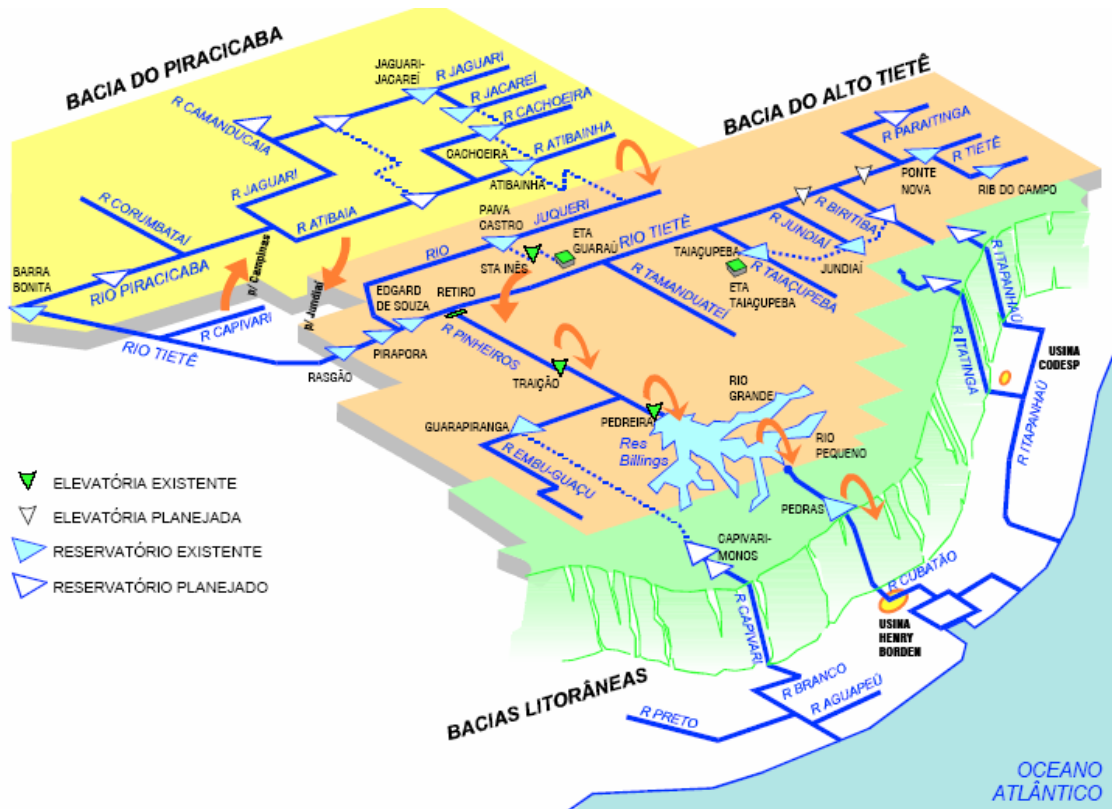 BACIA DO PIRACICABA
BACIA DO ALTO TIETÊ
JAGUARI-
JACAREÍ
R JAGUARI
R JACAREÍ
R CACHOEIRA
R CAMANDUCAIA
CACHOEIRA
R ATIBAINHA
ATIBAINHA
R JAGUARI
R CORUMBATAÍ
R ATIBAIA
BARRA
BONITA
RIO PIRACICABA
p/ Campinas
p/ Jundiaí
R CAPIVARI
RIO TIETÊ
RASGÃO
PIRAPORA
EDGARD
DE SOUZA
RETIRO
RIO
JUQUERI
PAIVA
CASTRO
STA INÊS
ETA
GUARAÚ
RIO TIETÊ
R TAMANDUATEÍ
TAIAÇUPEBA
R TAIAÇUPEBA
ETA
TAIAÇUPEBA
R JUNDIAÍ
JUNDIAÍ
R BIRITIBA
R PARAITINGA
R TIETÊ
PONTE
NOVA
RIB DO CAMPO
R ITAPANHAÚ
R ITATINGA
USINA
CODESP
R ITAPANHAÚ
R PINHEIROS
TRAIÇÃO
PEDREIRA
GUARAPIRANGA
R EMBU-GUAÇU
Res
Billings
RIO
GRANDE
RIO
PEQUENO
PEDRAS
CAPIVARI-
MONOS
R CAPIVARI
R CUBATÃO
USINA
HENRY
BORDEN
ELEVATÓRIA EXISTENTE
ELEVATÓRIA PLANEJADA
RESERVATÓRIO EXISTENTE
RESERVATÓRIO PLANEJADO
BACIAS LITORÂNEAS
R BRANCO
R AGUAPEÚ
R PRETO
OCEANO
ATLÂNTICO